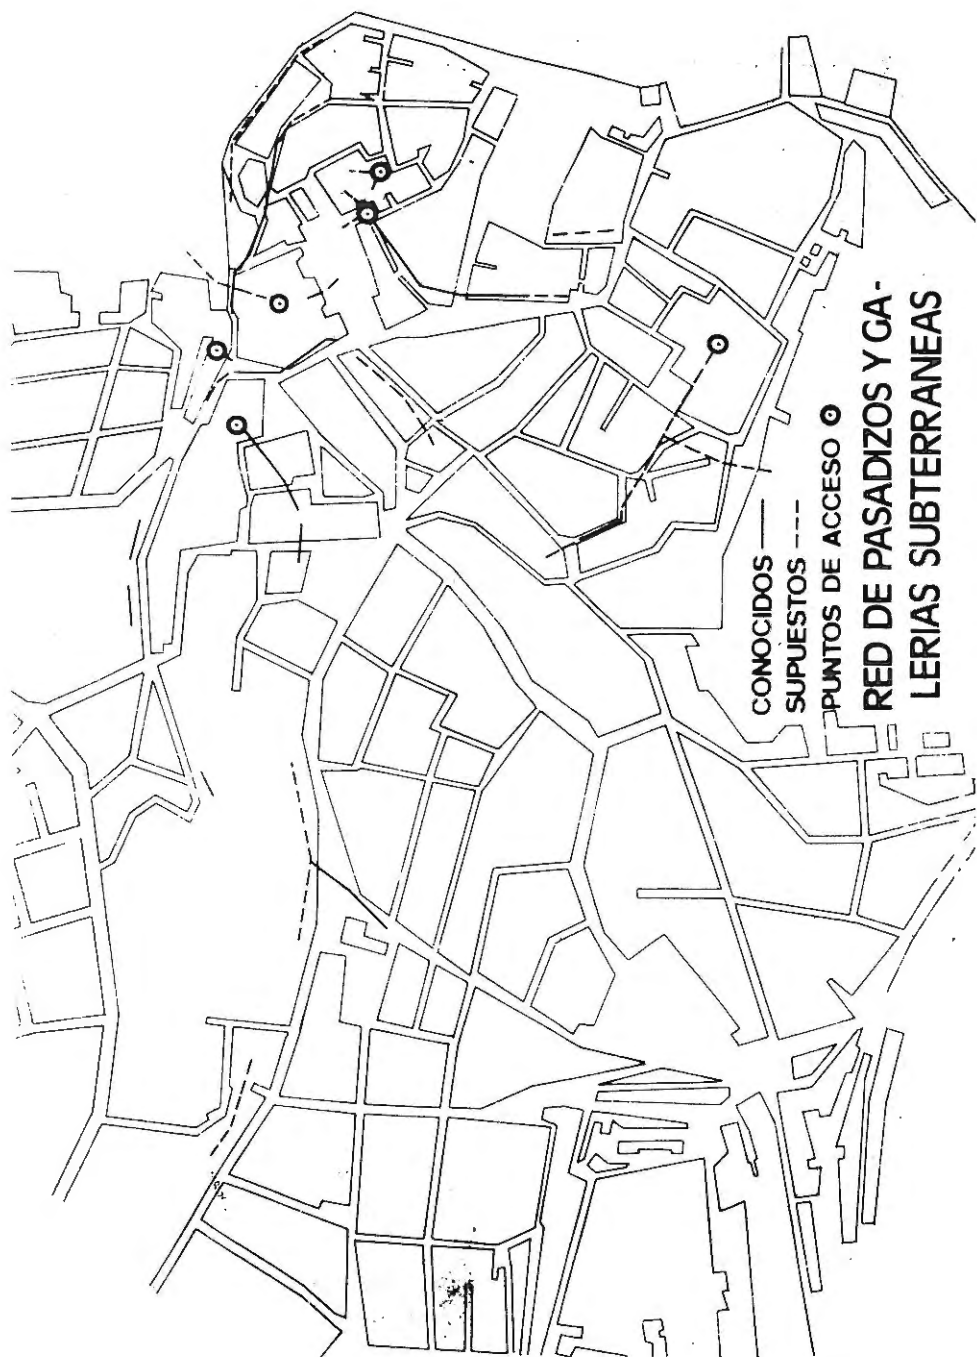 CONOCIDOS
SUPUESTOS
PUNTOS DE ACCESO
RED DE PASADIZOS Y GA-
LERIAS SUBTERRANEAS